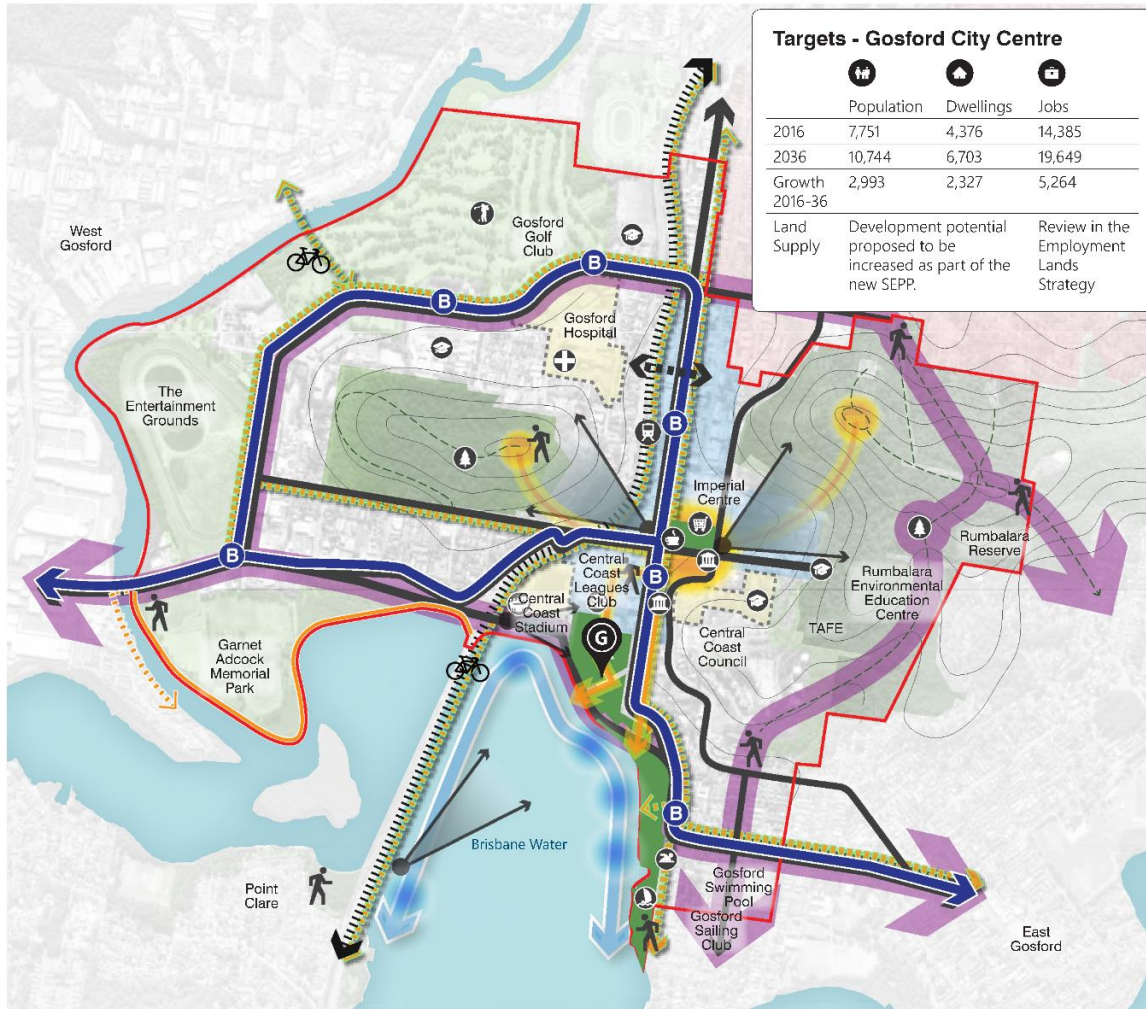 Targets - Gosford City Centre
Population Dwellings Jobs
2016 7,751 4,376 14,385
2036 10,744 6,703 19,649
Growth 2,993 2,327 5,264
2016-36
Land Development potential Review in the
Supply proposed to be Employment
increased as part of the Lands
new SEPP. Strategy
West
Gosford
Gosford
Golf
Club
B
B
Gosford
Hospital
The
Entertainment
Grounds
B
Imperial
Centre
Rumbalara
Reserve
B
Central
Coast
Leagues
Club
B
Rumbalara
Environmental
Education
Centre
Central
Coast
Stadium
TAFE
G
Central
Coast
Council
Garnet
Adcock
Memorial
Park
B
Brisbane Water
Point
Clare
Gosford
Swimming
Pool
Gosford
Sailing
Club
East
Gosford